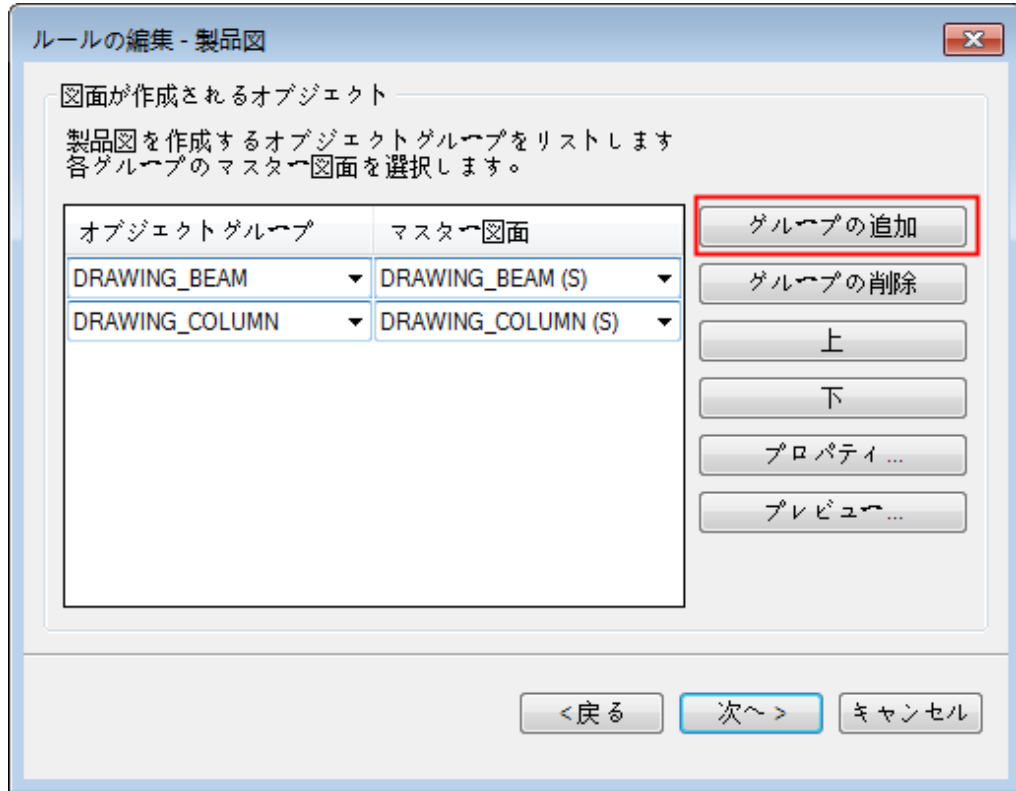 ルールの編集 - 製品図
図面が作成されるオブジェクト
製品図を作成するオブジェクトグループをリストします
各グループのマスター図面を選択します。
オブジェクトグループ マスター図面
グループの追加
DRAWING_BEAM DRAWING_BEAM (S)
グループの削除
DRAWING_COLUMN DRAWING_COLUMN (S)
上
下
プロパティ...
プレビュー...
<戻る 次へ > キャンセル